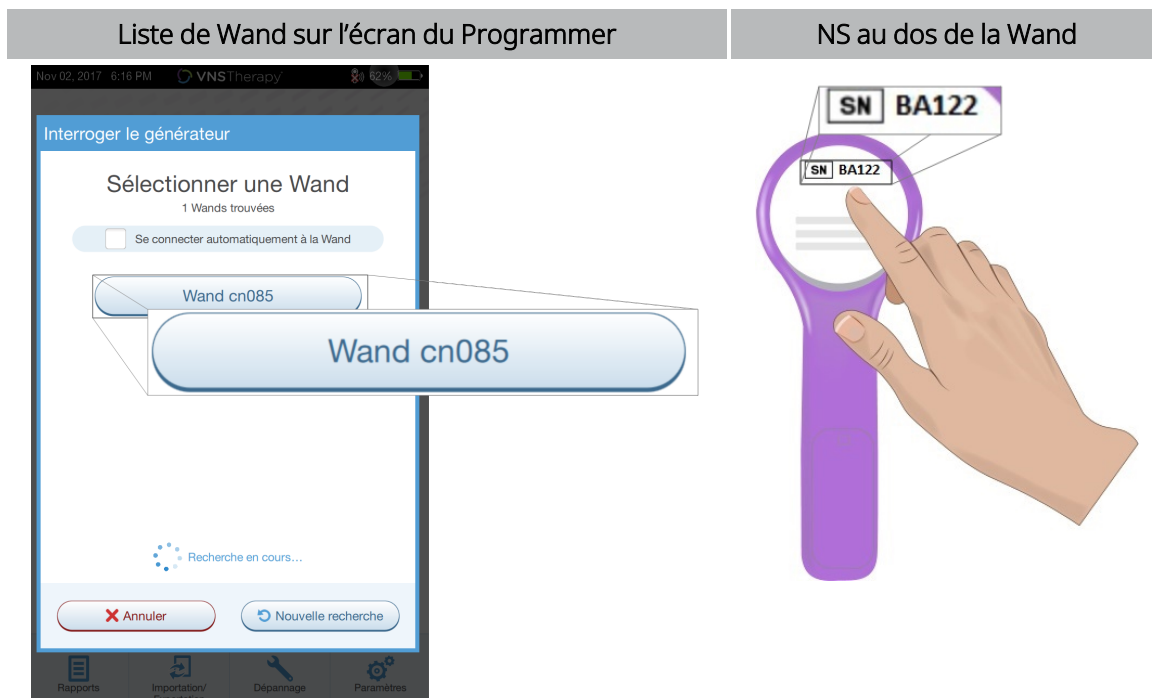 Liste de Wand sur l'écran du Programmer
NS au dos de la Wand
Nov 02, 2017 6:16 PM VNSTherapy 62%
Interroger le générateur
Sélectionner une Wand
1 Wands trouvées
Se connecter automatiquement à la Wand
Wand cn085
Wand cn085
Recherche en cours…
Annuler
Nouvelle recherche
Rapports
Importation/
Dépannage
Paramètres
SN BA122
SN BA122